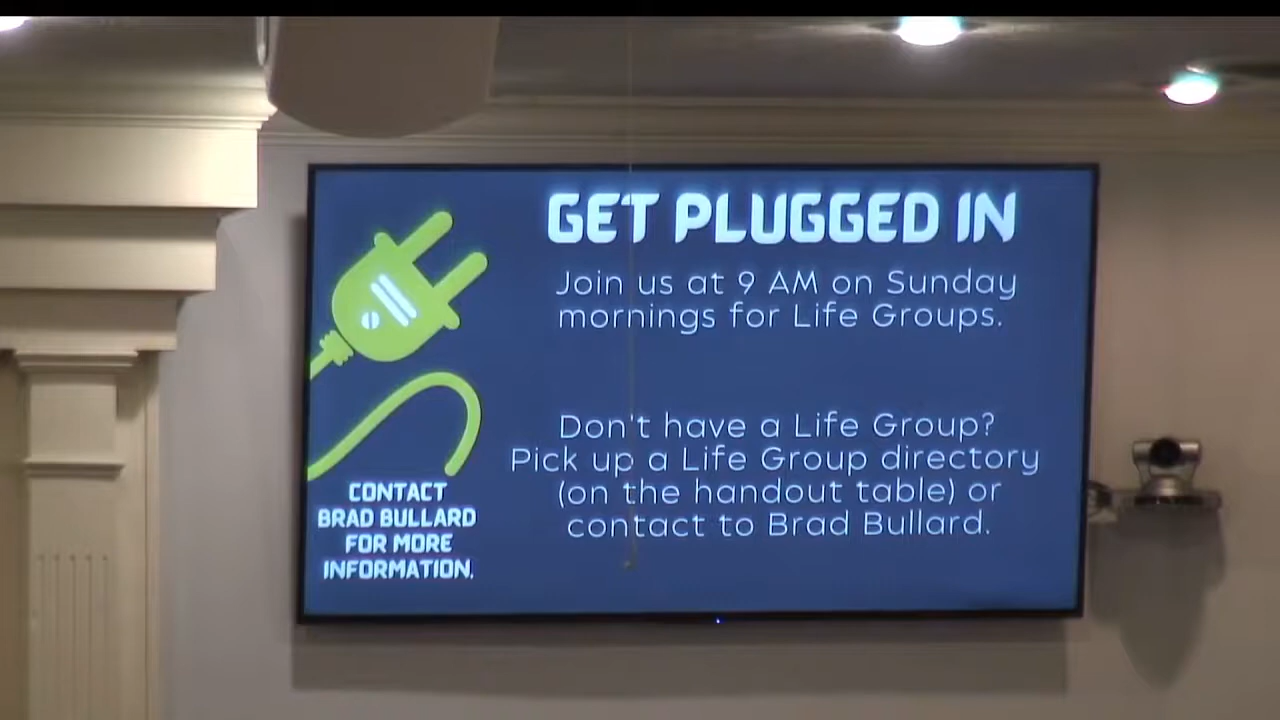 GET PLUGGED IN
Join us at 9 AM on Sunday
mornings for Life Groups.
Don't have a Life Group?
Pick up a Life Group directory
(on the handout table) or
contact to Brad Bullard.
CONTACT
BRAD BULLARD
FOR MORE
INFORMATION.